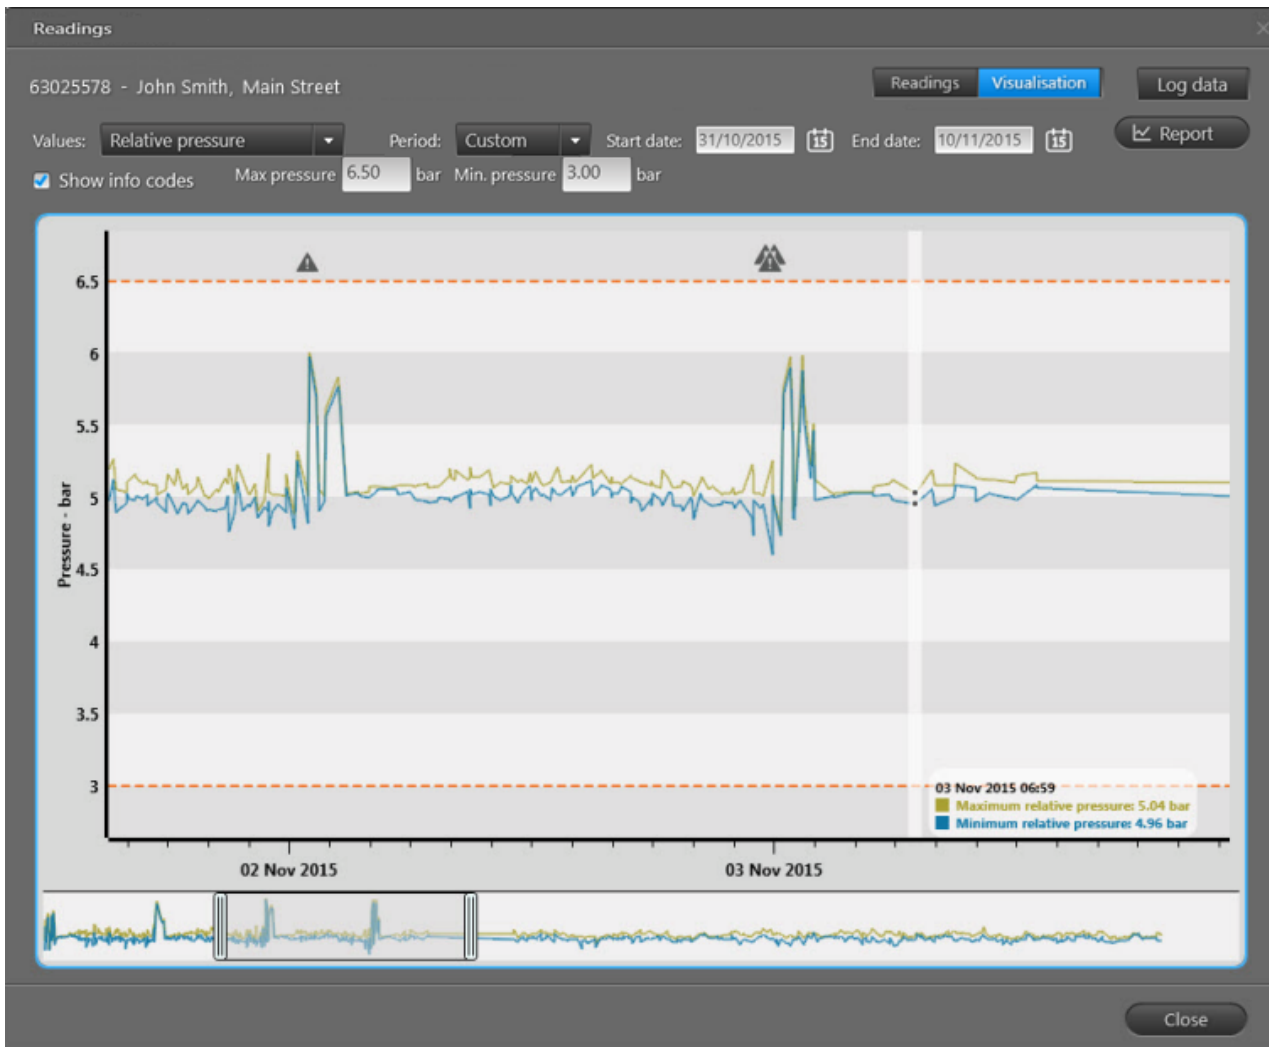 Readings
63025578 - John Smith, Main Street
Readings Visualisation Log data
Values: Relative pressure Period: Custom Start date: 31/10/2015 15 End date: 10/11/2015 15 Report
Show info codes Max pressure 6.50 bar Min. pressure 3.00 bar
6.5
6
5.5
5
4.5
4
3.5
3
Pressure - bar
03 Nov 2015 06:59
Maximum relative pressure: 5.04 bar
Minimum relative pressure: 4.96 bar
02 Nov 2015 03 Nov 2015
Close